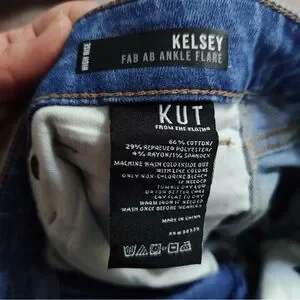 HIGH RISE
KELSEY
FAB AB ANKLE FLARE
KUT
FROM THE KLOTH
66% COTTON/
29% REPREVE® POLYESTER/
4% RAYON/1% SPANDEX
MACHINE WASH COLD INSIDE OUT
WITH LIKE COLORS
ONLY NON-CHLORINE BLEACH
IF NEEDED
TUMBLE DRY LOW
OR FOR BETTER CARE
LAY FLAT TO DRY
WARM IRON IF NEEDED
WASH ONCE BEFORE WEARING
MADE IN CHINA